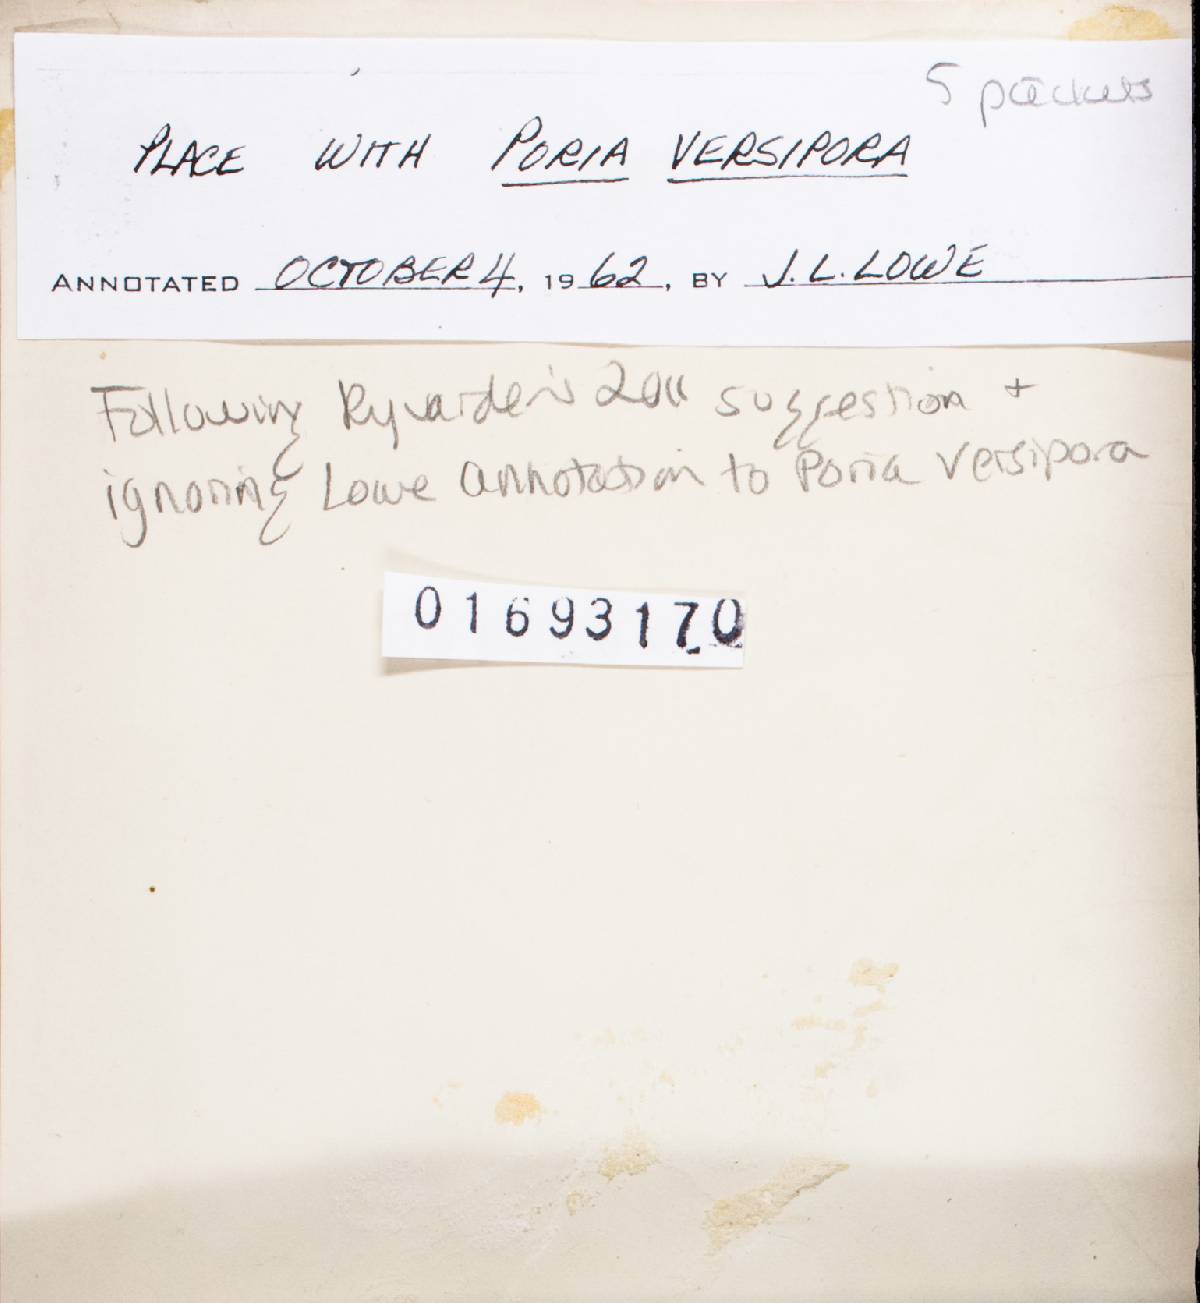 5 packets
PLACE WITH PORIA VERSIPORA
ANNOTATED OCTOBER 4, 1962, BY J. L. LOWE
Following Ryvarden's 2011 suggestion +
ignoring Lowe annotation to Poria versipora
01693170